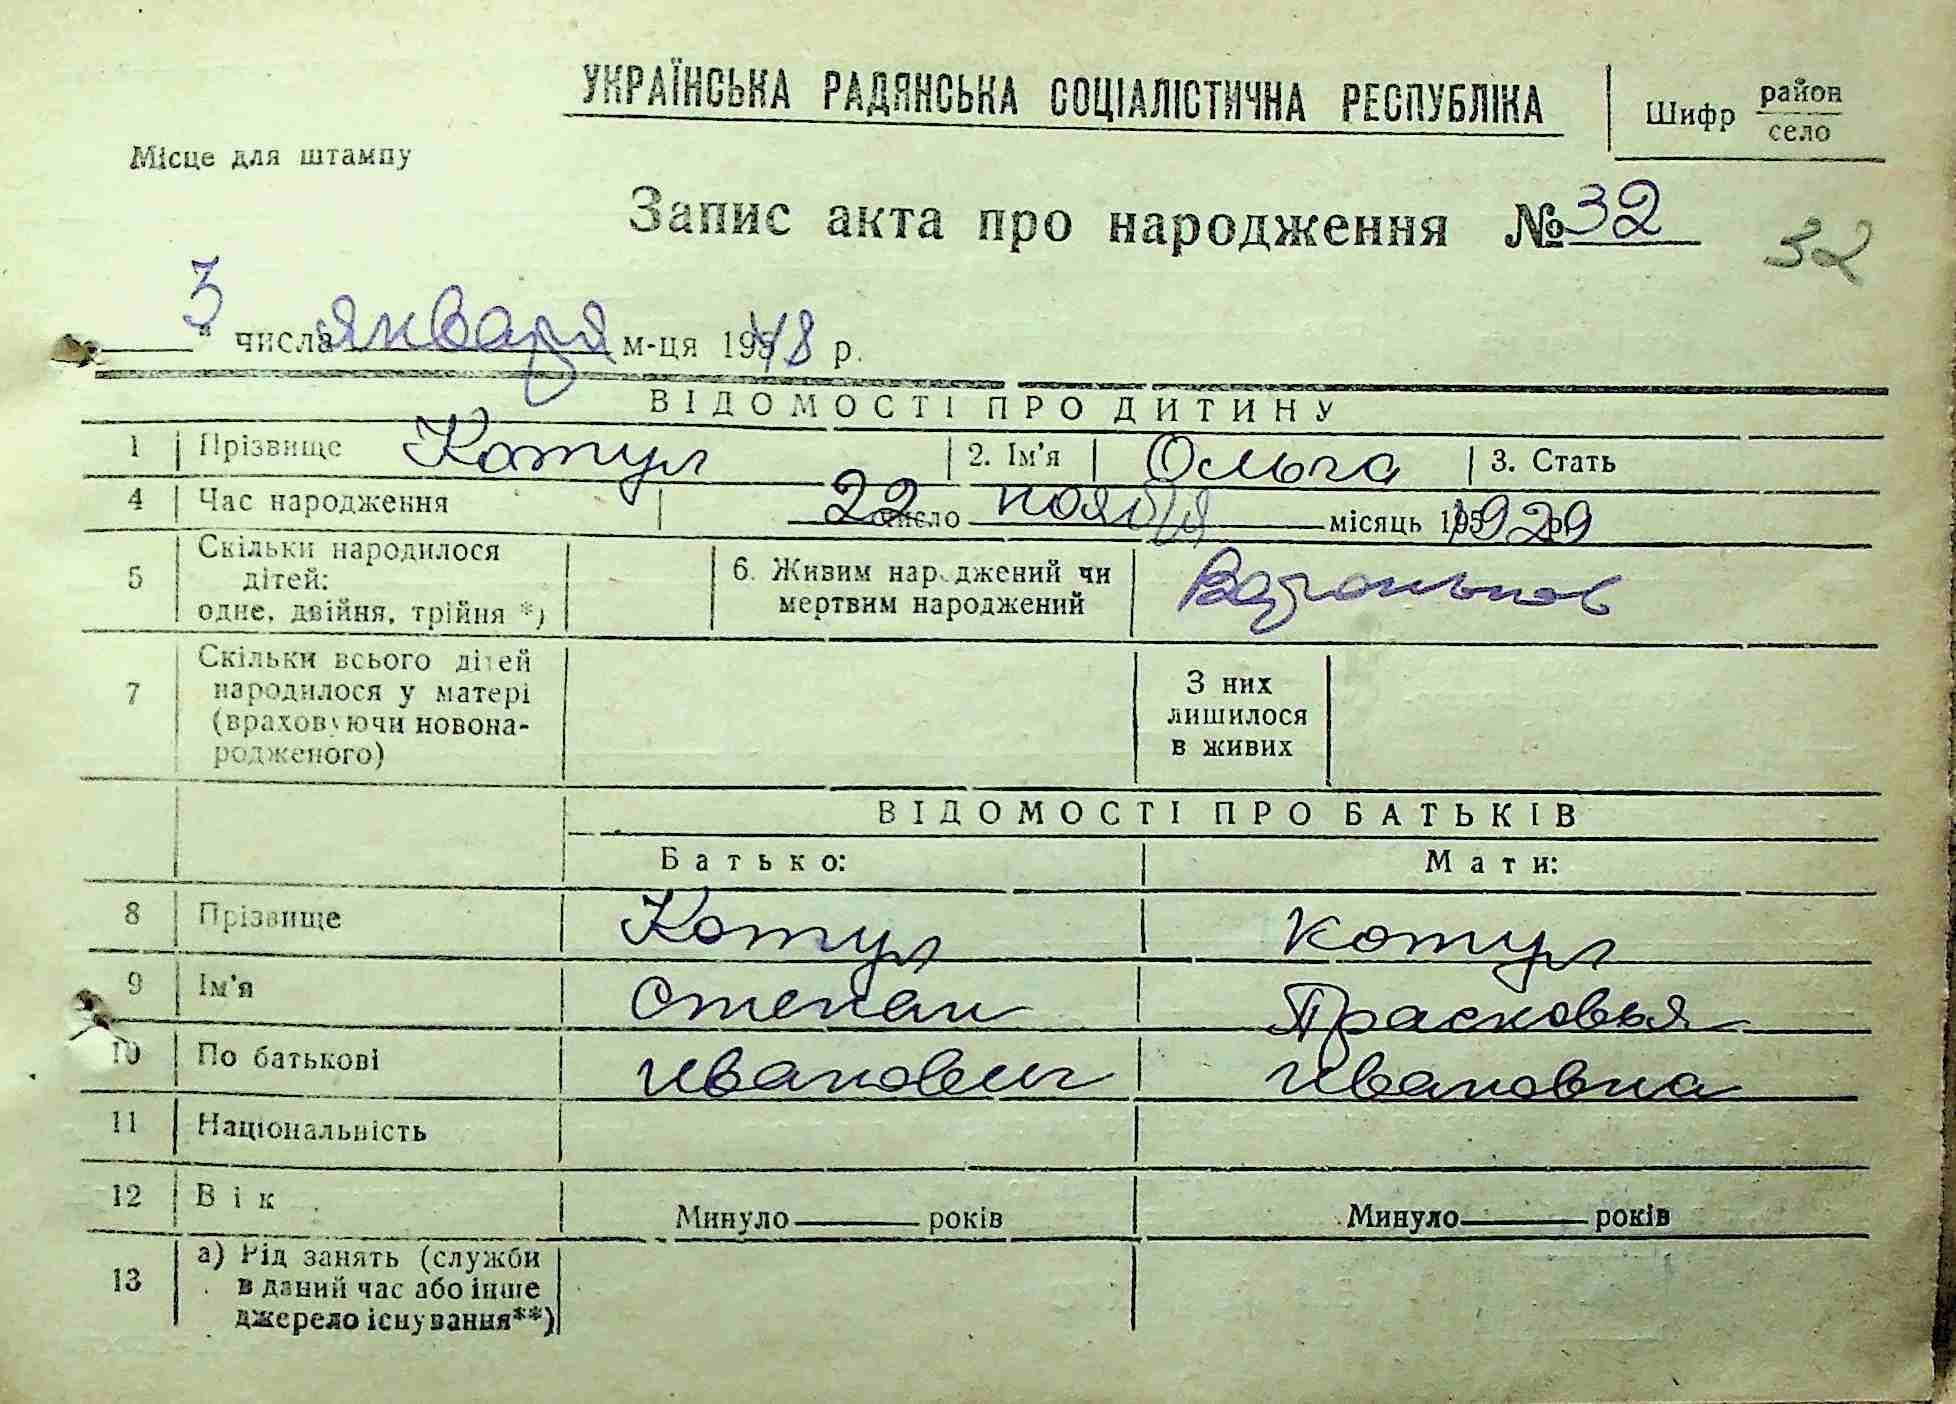 УКРАЇНСЬКА РАДЯНСЬКА СОЦІАЛІСТИЧНА РЕСПУБЛІКА
Шифр район
село
Місце для штампу
Запис акта про народження №32
32
3 " числа января м-ця 1948 р.
ВІДОМОСТІ ПРО ДИТИНУ
1 Прізвище Котул 2. Ім'я Ольга 3. Стать
4 Час народження 22 число ноября місяць 1929
5 Скільки народилося дітей: одне, двійня, трійня *)
6. Живим народжений чи мертвим народжений
7 Скільки всього дітей народилося у матері (враховуючи новонародженого)
З них лишилося в живих
ВІДОМОСТІ ПРО БАТЬКІВ
Батько: Мати:
8 Прізвище Котул Котул
9 Ім'я Степан Прасковья
10 По батькові Иванович Ивановна
11 Національність
12 Вік Минуло років Минуло років
13 а) Рід занять (служби в даний час або інше джерело існування**)